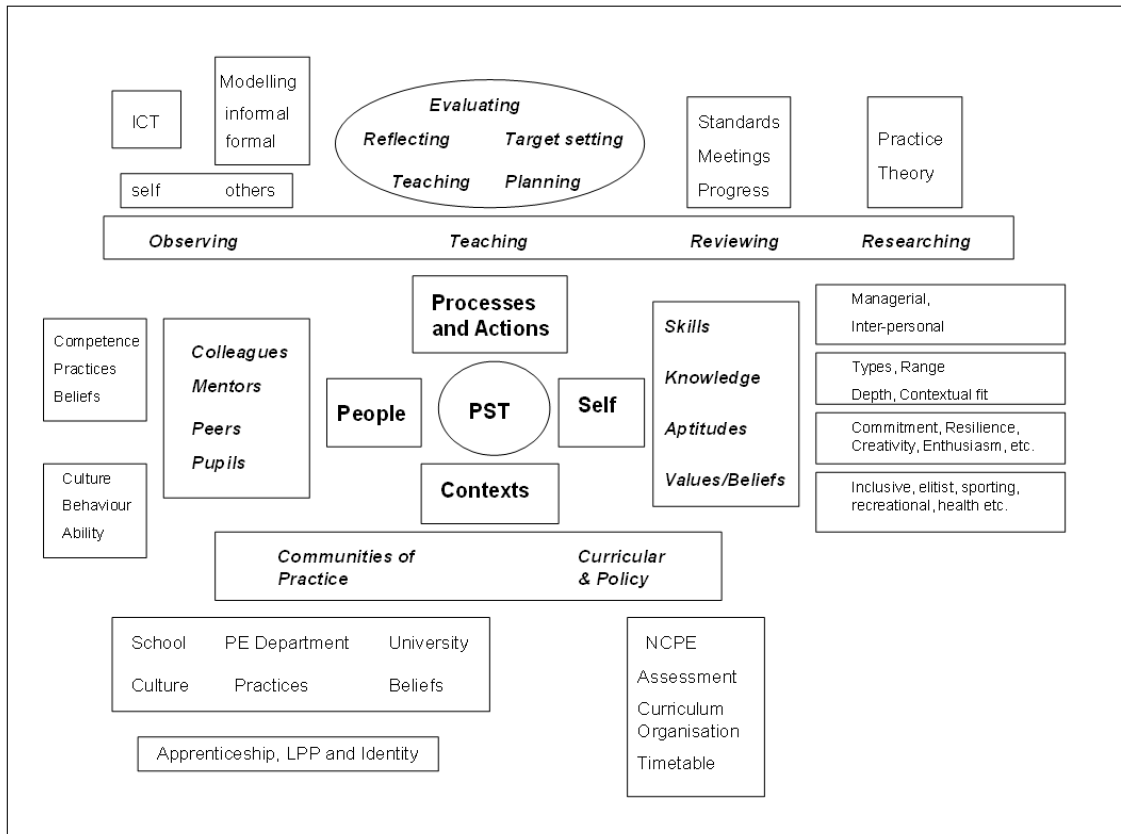 ICT
Modelling
informal
formal
self others
Evaluating
Reflecting Target setting
Teaching Planning
Standards
Meetings
Progress
Practice
Theory
Observing Teaching Reviewing Researching
Processes
and Actions
Competence
Practices
Beliefs
Culture
Behaviour
Ability
Colleagues
Mentors
Peers
Pupils
People
PST
Self
Contexts
Skills
Knowledge
Aptitudes
Values/Beliefs
Managerial,
Inter-personal
Types, Range
Depth, Contextual fit
Commitment, Resilience,
Creativity, Enthusiasm, etc.
Inclusive, elitist, sporting,
recreational, health etc.
Communities of
Practice
Curricular
& Policy
School PE Department University
Culture Practices Beliefs
Apprenticeship, LPP and Identity
NCPE
Assessment
Curriculum
Organisation
Timetable